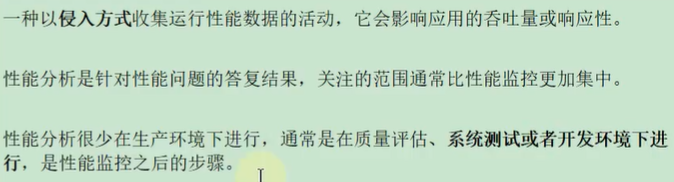 一种以侵入方式收集运行性能数据的活动，它会影响应用的吞吐量或响应性。
性能分析是针对性能问题的答复结果，关注的范围通常比性能监控更加集中。
性能分析很少在生产环境下进行，通常是在质量评估、系统测试或者开发环境下进
行，是性能监控之后的步骤。